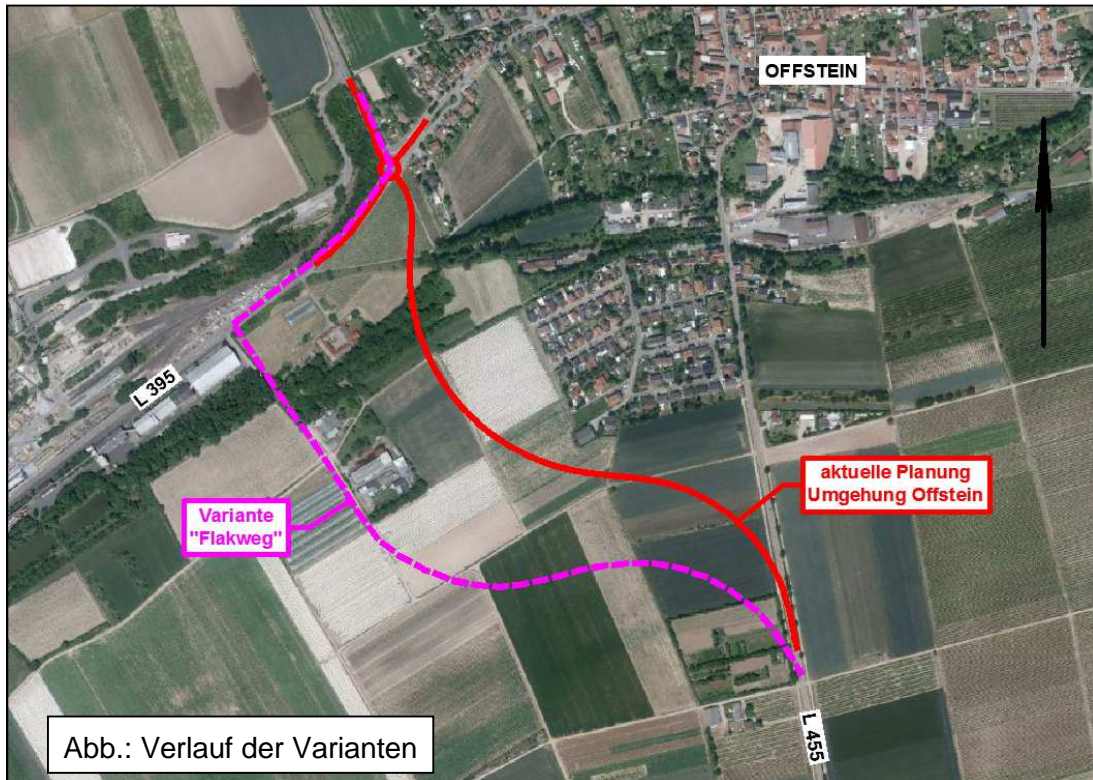 OFFSTEIN
L 395
aktuelle Planung
Umgehung Offstein
Variante
"Flakweg"
L 455
Abb.: Verlauf der Varianten